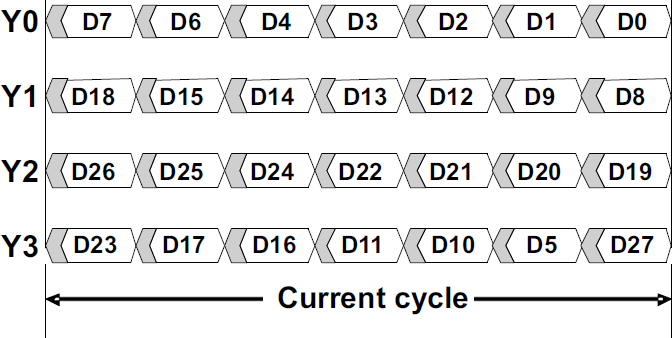 Y0 D7 D6 D4 D3 D2 D1 D0
Y1 D18 D15 D14 D13 D12 D9 D8
Y2 D26 D25 D24 D22 D21 D20 D19
Y3 D23 D17 D16 D11 D10 D5 D27
Current cycle